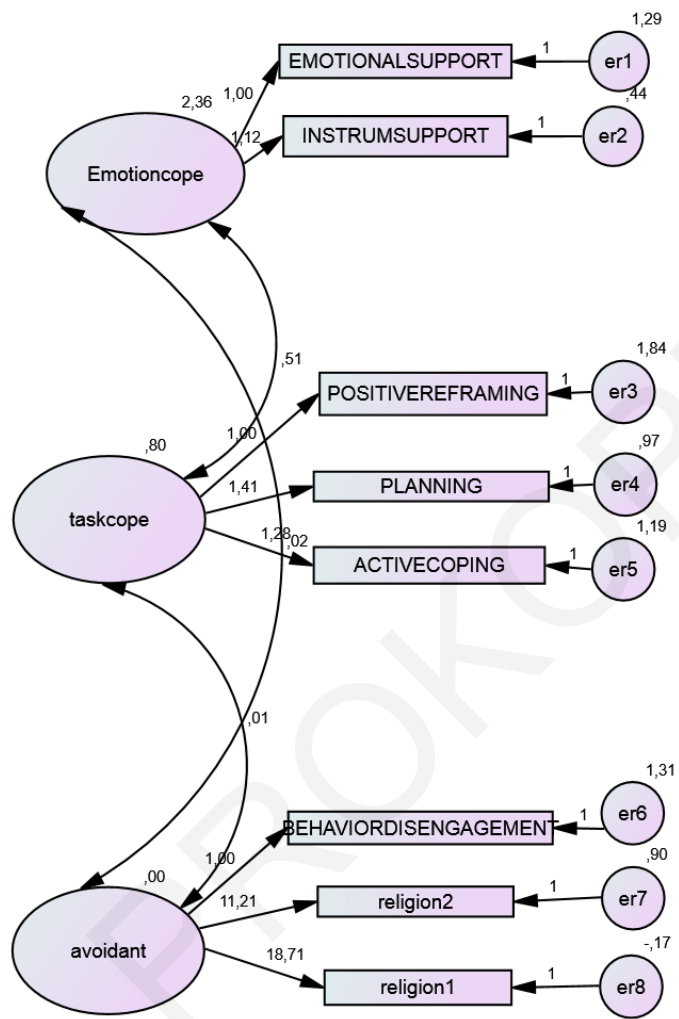 1,29
EMOTIONALSUPPORT
1
er1
1,00
2,36
,44
1,12
INSTRUMSUPPORT
1
er2
Emotioncope
,51
1,84
POSITIVEREFRAMING
1
er3
1,00
,80
,97
1,41
PLANNING
1
er4
taskcope
1,19
1,28
,02
ACTIVECOPING
1
er5
,01
1,31
BEHAVIORDISENGAGEMENT
1
er6
1,00
,00
,90
11,21
religion2
1
er7
avoidant
-,17
18,71
religion1
1
er8